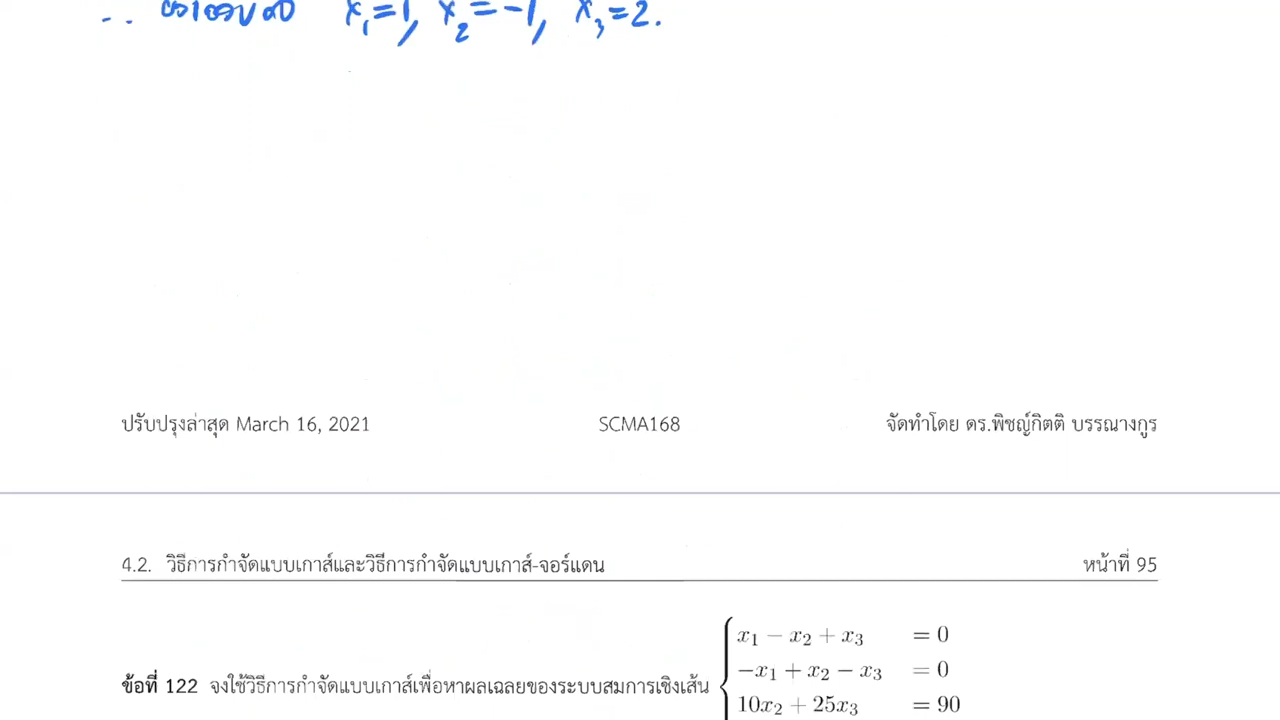 ∴ คำตอบคือ x₁=1, x₂=-1, x₃=2.
ปรับปรุงล่าสุด March 16, 2021 SCMA168 จัดทำโดย ดร.พิชญ์กิตติ บรรณางกูร
4.2. วิธีการกำจัดแบบเกาส์และวิธีการกำจัดแบบเกาส์-จอร์แดน หน้าที่ 95
x₁ − x₂ + x₃ = 0
−x₁ + x₂ − x₃ = 0
ข้อที่ 122 จงใช้วิธีการกำจัดแบบเกาส์เพื่อหาผลเฉลยของระบบสมการเชิงเส้น
10x₂ + 25x₃ = 90